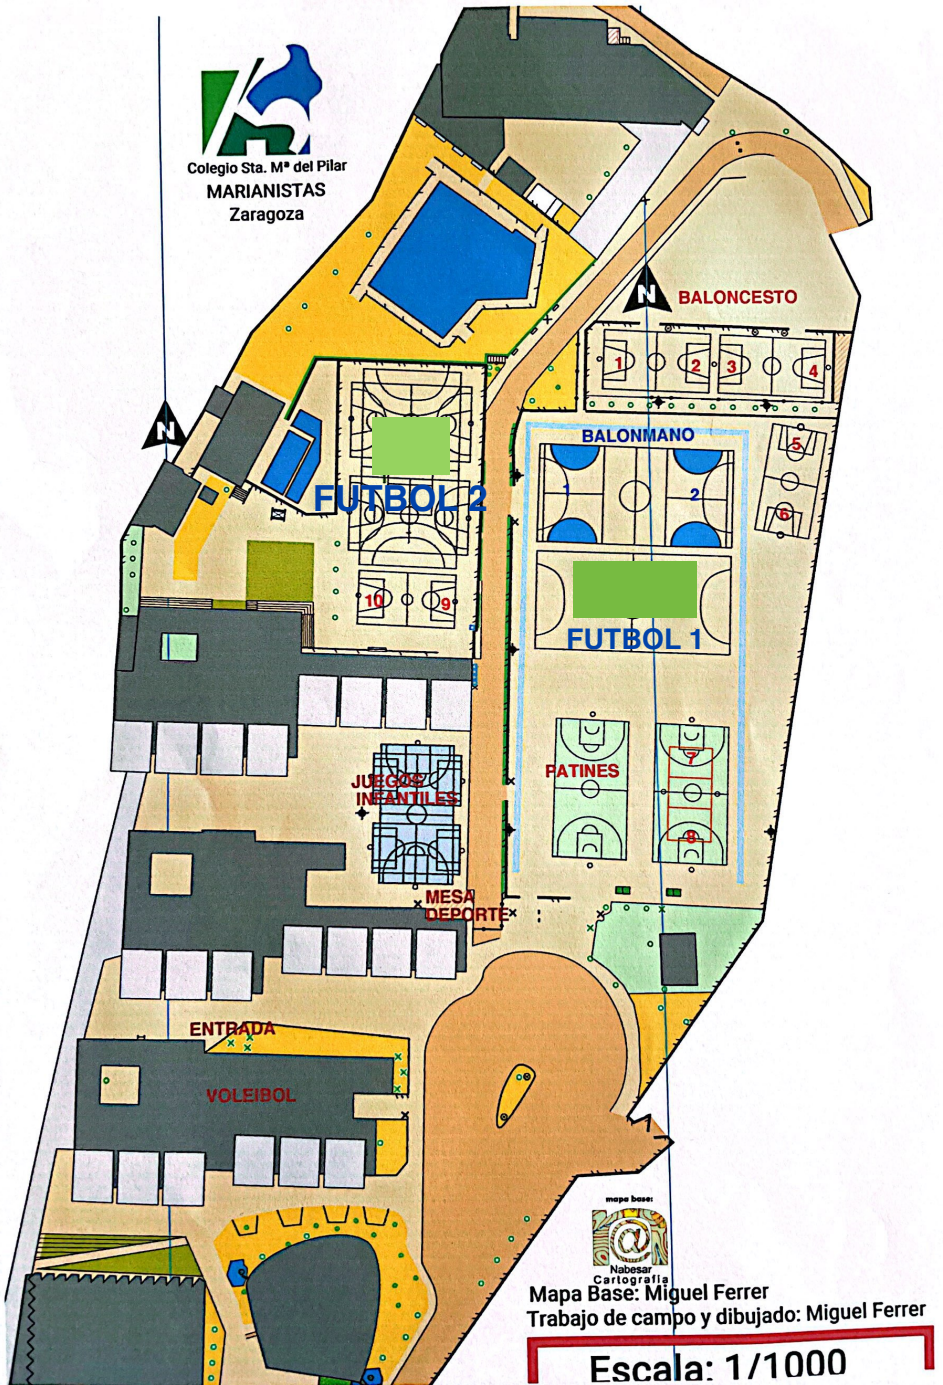 Colegio Sta. Mª del Pilar
MARIANISTAS
Zaragoza
N
N
BALONCESTO
1
2
3
4
BALONMANO
1
2
5
6
FUTBOL 2
10
9
FUTBOL 1
JUEGOS
INFANTILES
PATINES
7
8
MESA
DEPORTE
ENTRADA
VOLEIBOL
mapa base:
@
Nabesar
Cartografía
Mapa Base: Miguel Ferrer
Trabajo de campo y dibujado: Miguel Ferrer
Escala: 1/1000